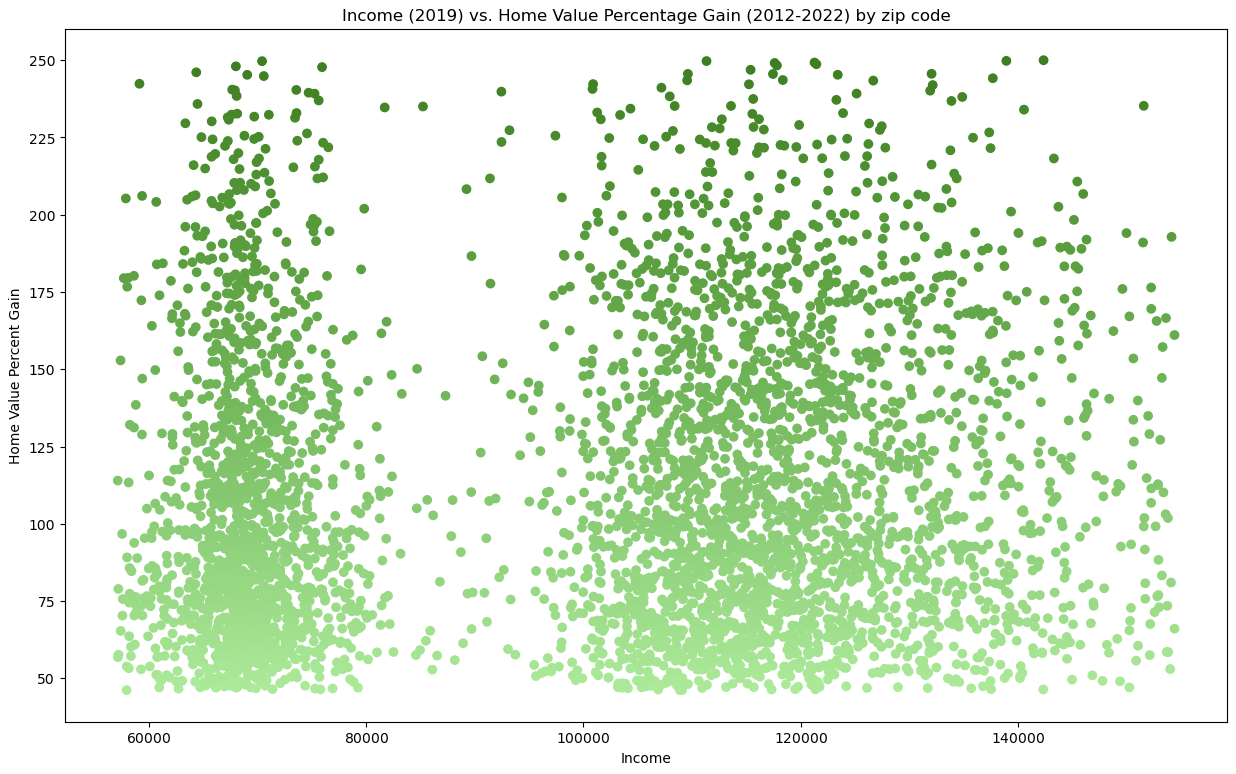 Income (2019) vs. Home Value Percentage Gain (2012-2022) by zip code
Home Value Percent Gain
250
225
200
175
150
125
100
75
50
60000 80000 100000 120000 140000
Income